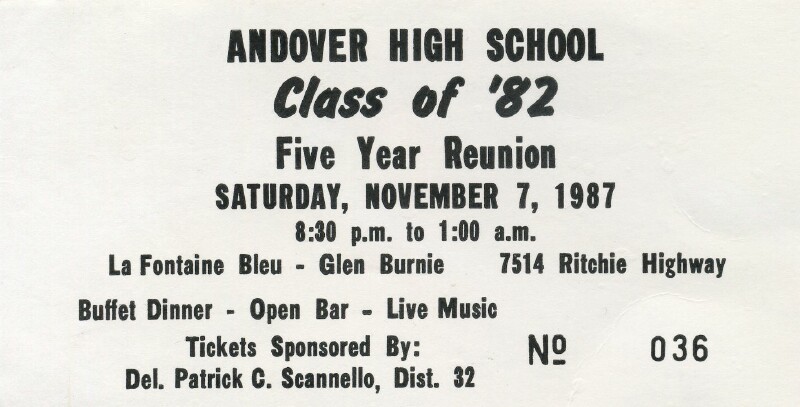 ANDOVER HIGH SCHOOL
Class of '82
Five Year Reunion
SATURDAY, NOVEMBER 7, 1987
8:30 p.m. to 1:00 a.m.
La Fontaine Bleu - Glen Burnie 7514 Ritchie Highway
Buffet Dinner - Open Bar - Live Music
Tickets Sponsored By:
Del. Patrick C. Scannello, Dist. 32
Nº 036